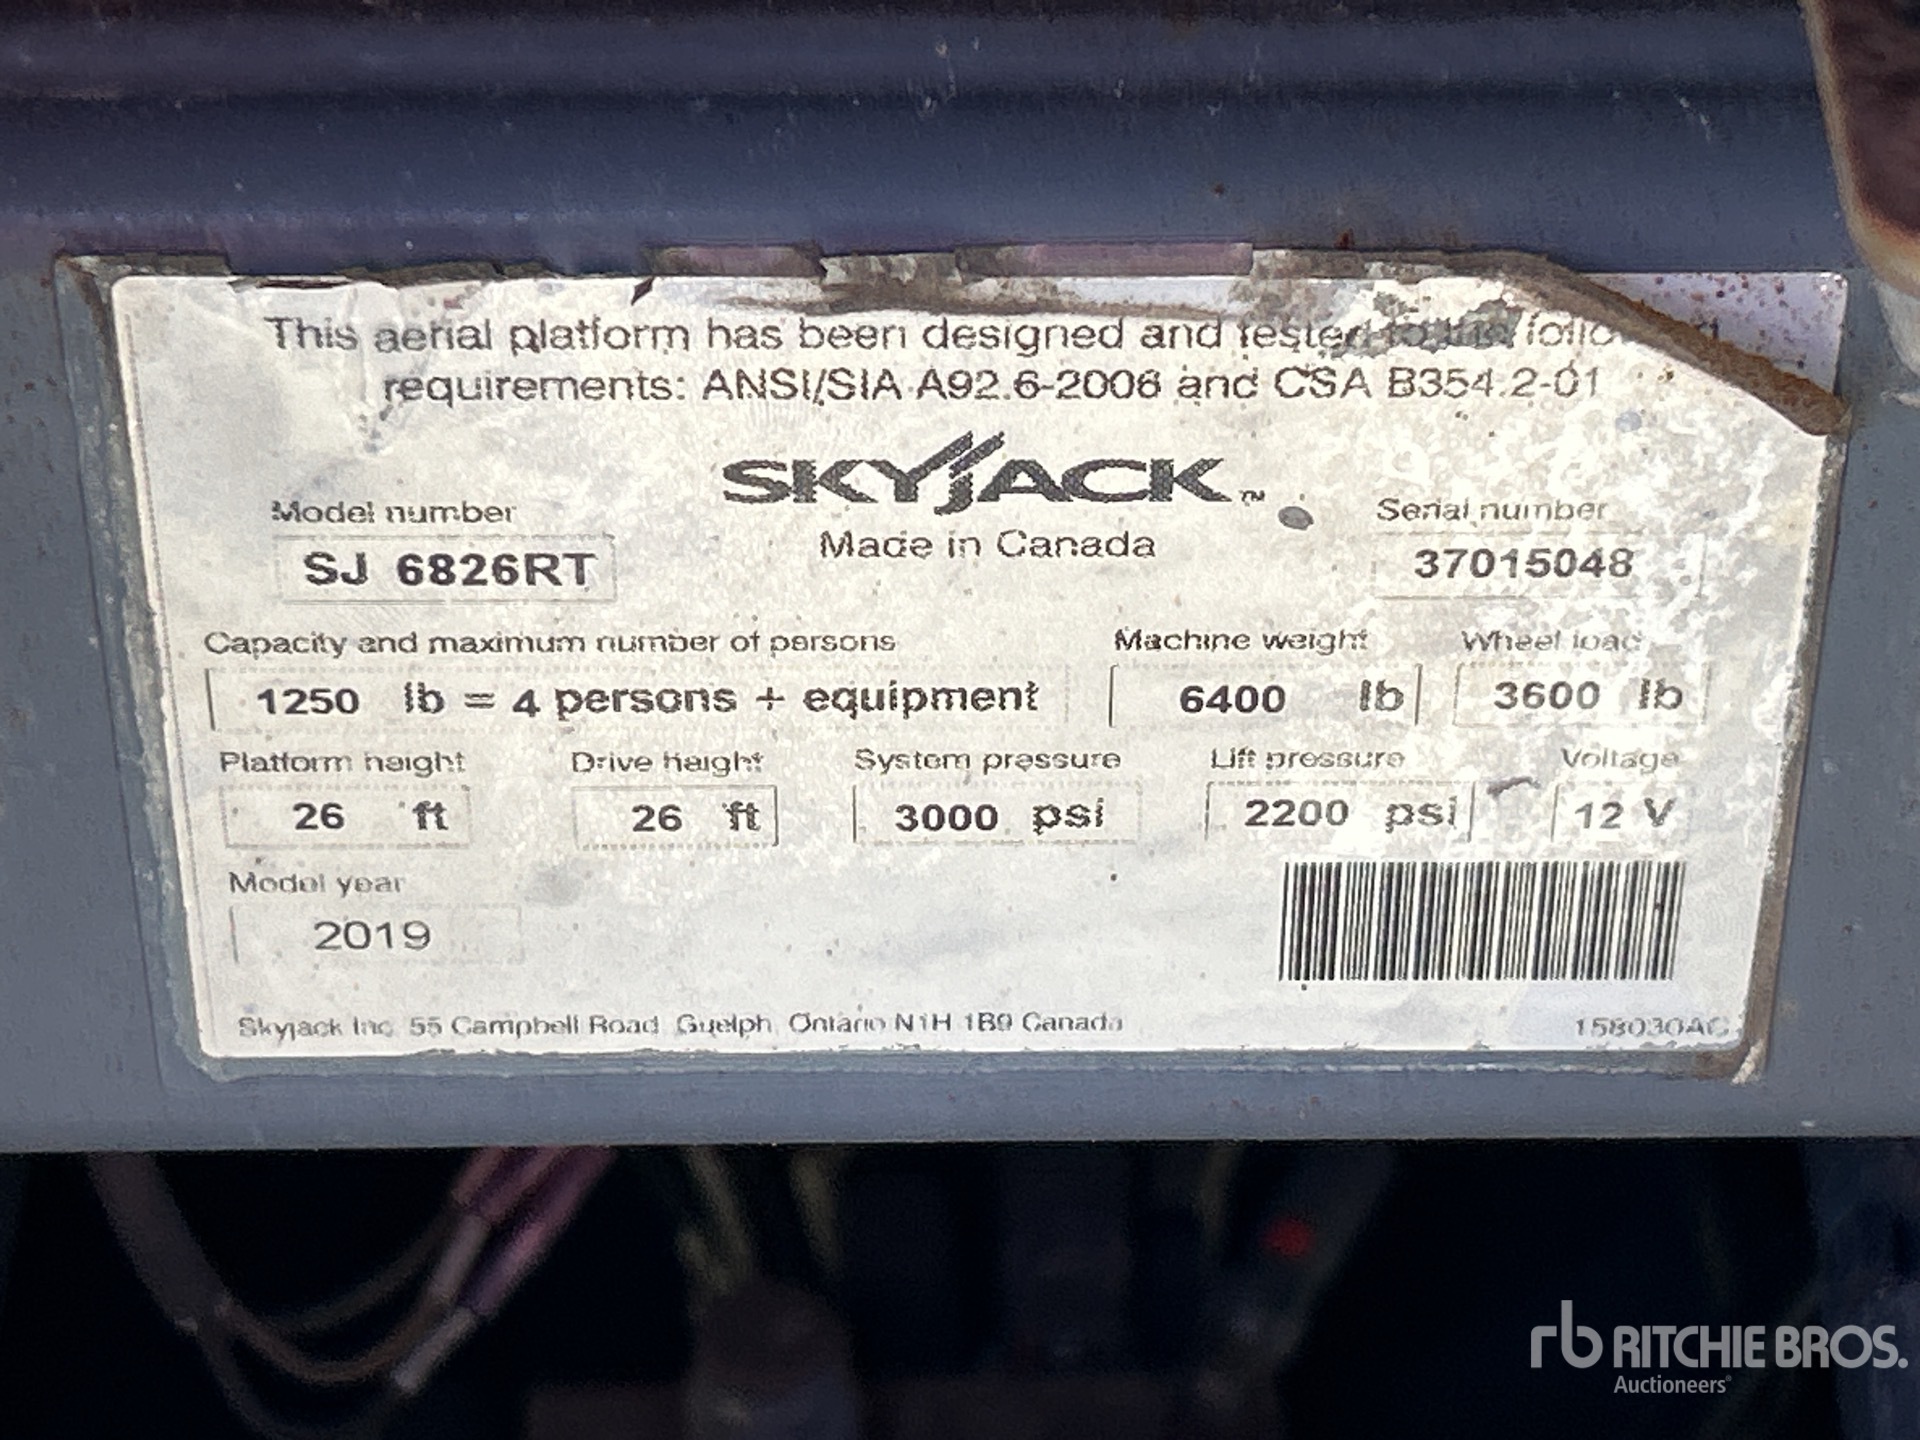 This aerial platform has been designed and tested to the
requirements: ANSI/SIA A92.6-2006 and CSA B354.2-01
SKYJACK™
Made in Canada
Model number
SJ 6826RT
Serial number
37015048
Capacity and maximum number of persons
1250 lb = 4 persons + equipment
Machine weight
6400 lb
Wheel load
3600 lb
Platform height
26 ft
Drive height
26 ft
System pressure
3000 psi
Lift pressure
2200 psi
Voltage
12 V
Model year
2019
Skyjack Inc. 55 Campbell Road, Guelph, Ontario N1H 1B9 Canada
158030AC
rb RITCHIE BROS.
Auctioneers®